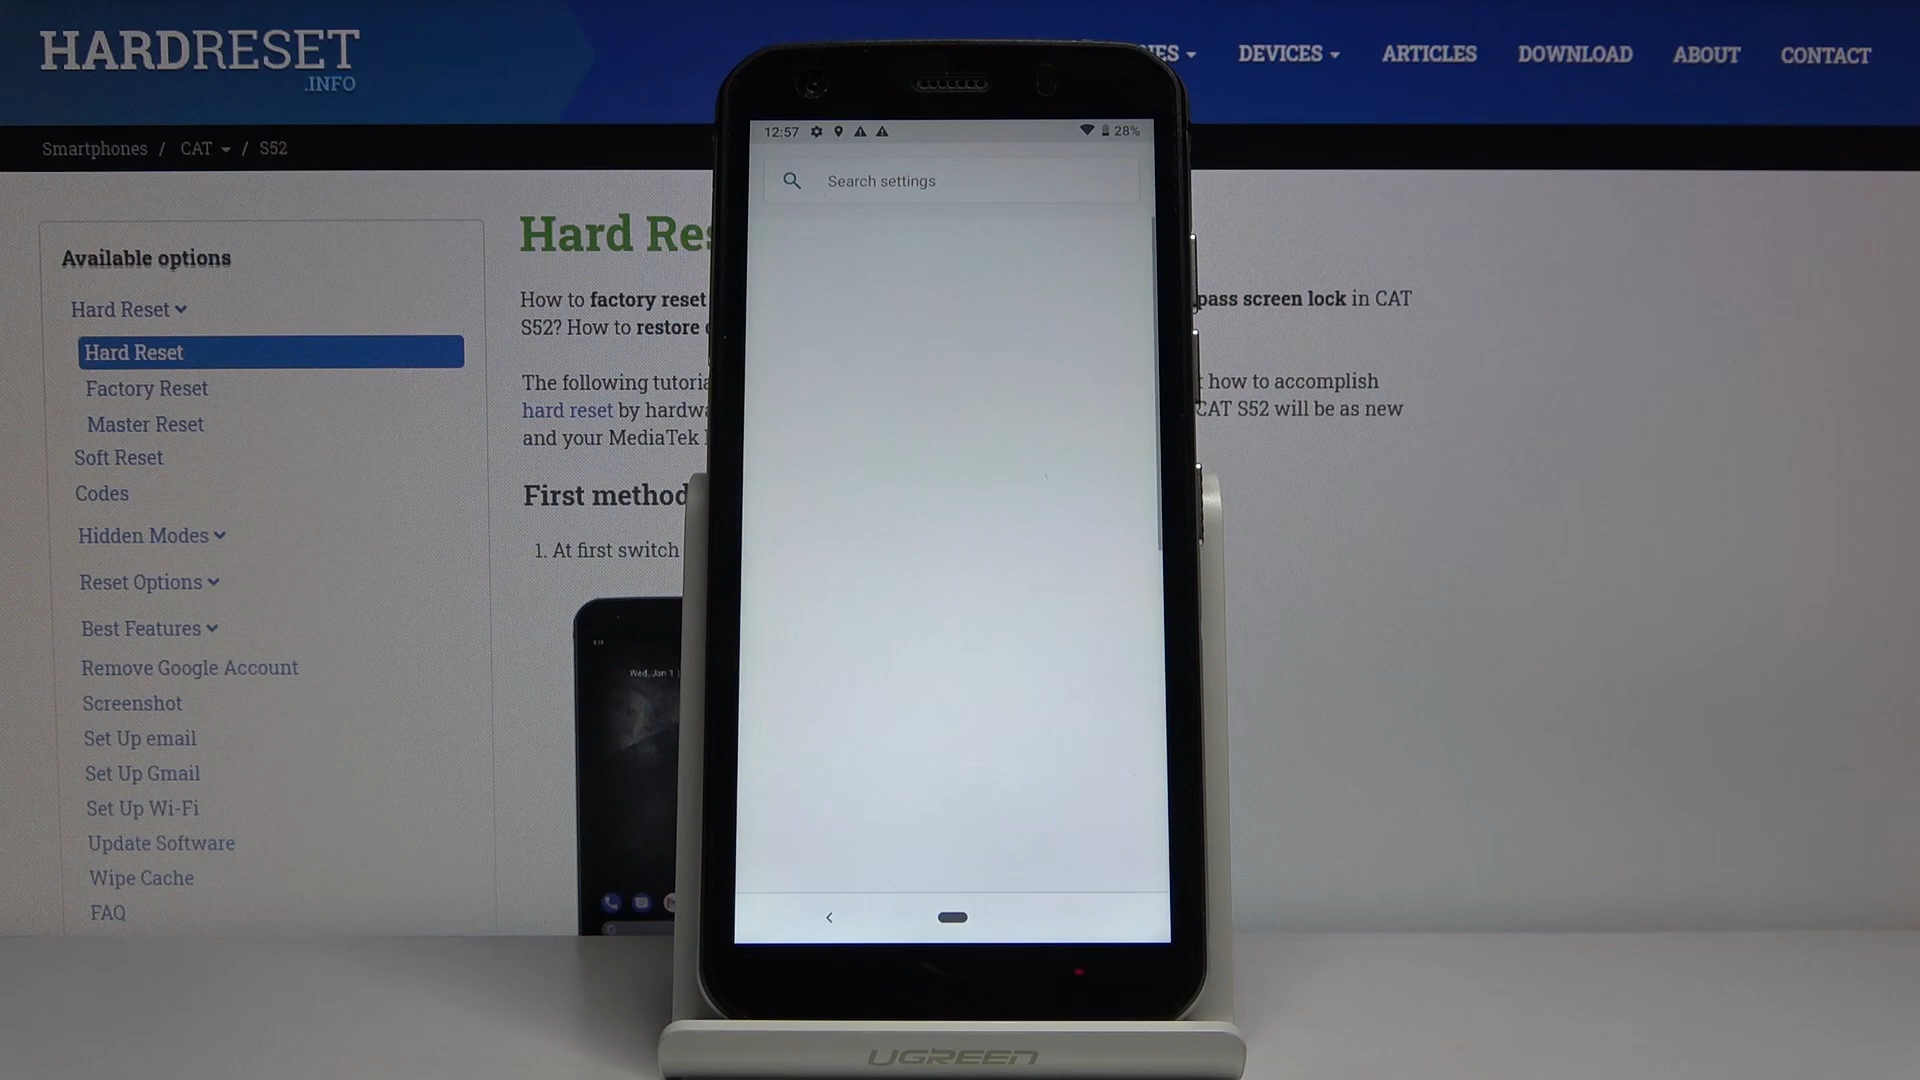 HARDRESET
.INFO
DEVICES
ARTICLES
DOWNLOAD
ABOUT
CONTACT
Smartphones / CAT / S52
Available options
Hard Reset
Hard Reset
Factory Reset
Master Reset
Soft Reset
Codes
Hidden Modes
Reset Options
Best Features
Remove Google Account
Screenshot
Set Up email
Set Up Gmail
Set Up Wi-Fi
Update Software
Wipe Cache
FAQ
Hard
How to factory reset
screen lock in CAT
S52? How to restore
The following
how to accomplish
hard reset by
CAT S52 will be as new
and your MediaTek
First method
1. At first switch
Wed, Jan 1
12:57
28%
Search settings
UGREEN